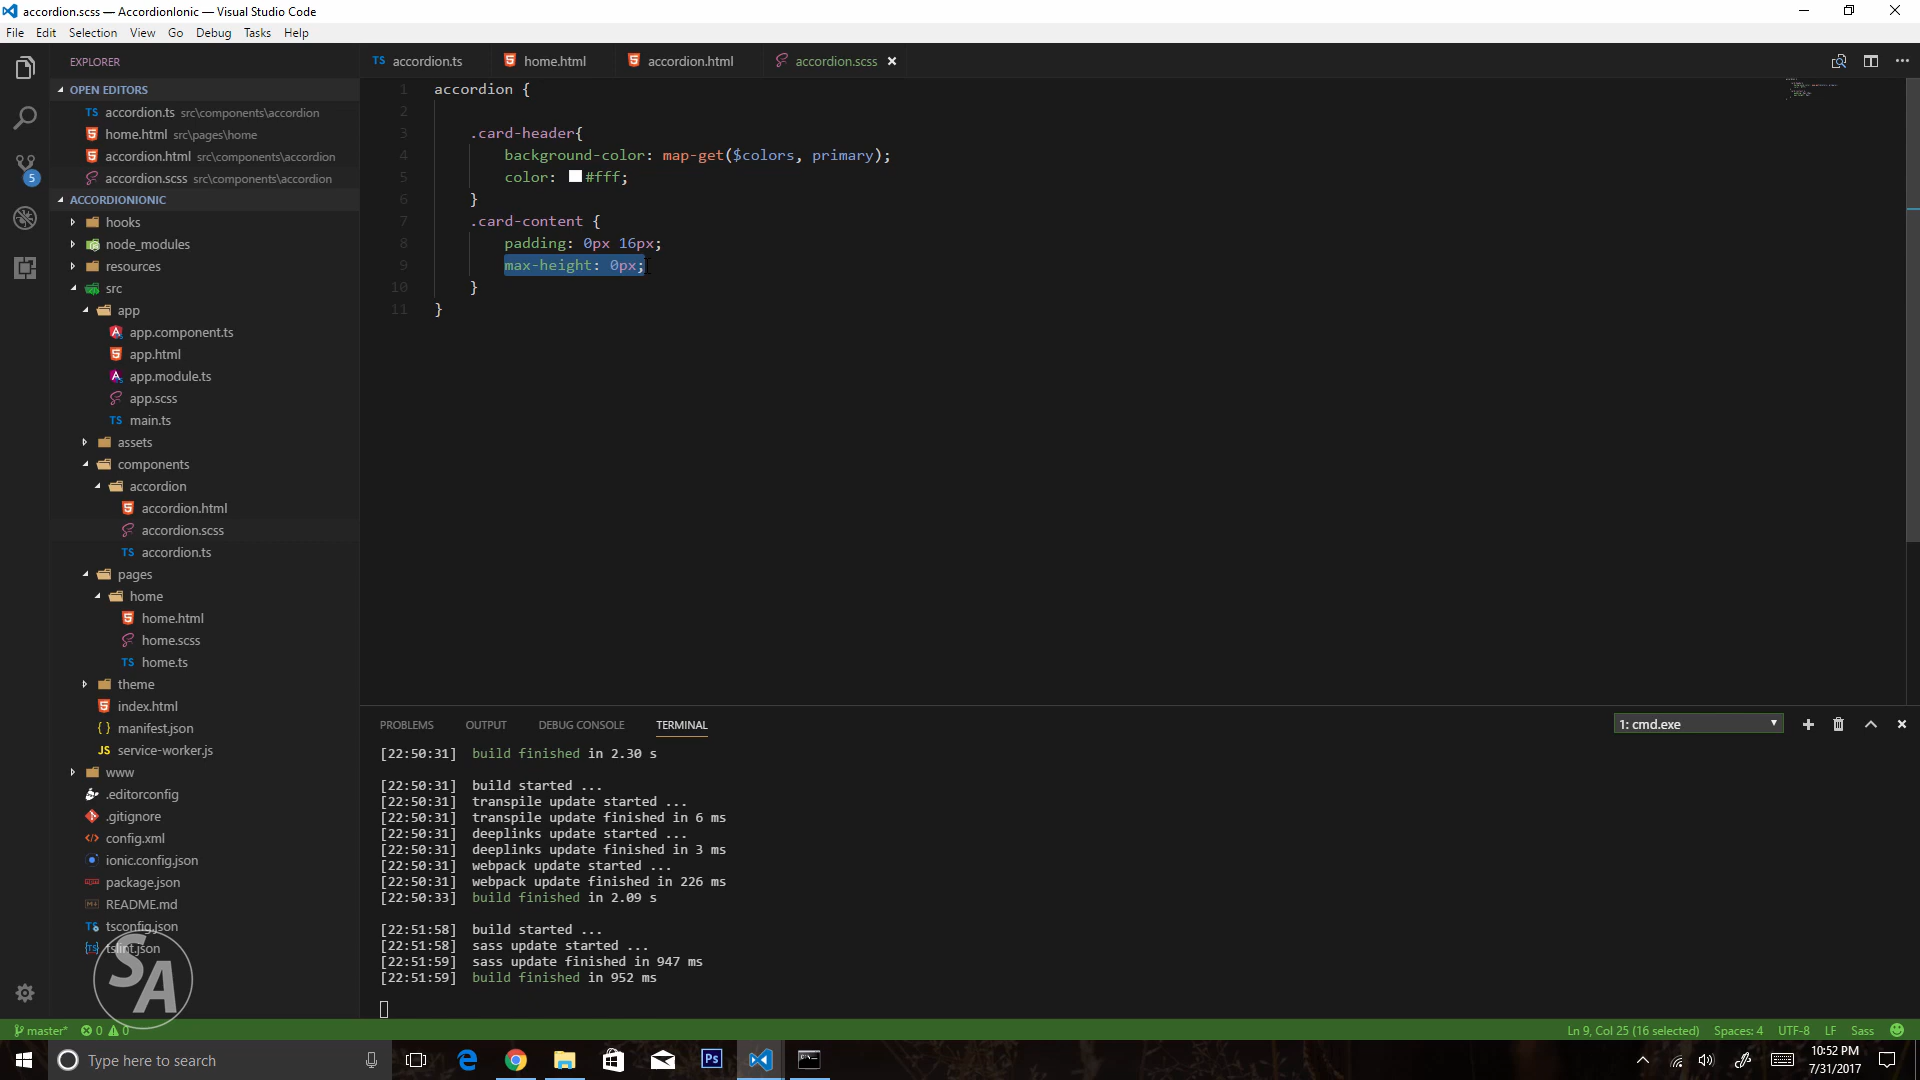 accordion.scss — AccordionIonic — Visual Studio Code
File Edit Selection View Go Debug Tasks Help
EXPLORER
OPEN EDITORS
TS accordion.ts src\components\accordion
home.html src\pages\home
accordion.html src\components\accordion
accordion.scss src\components\accordion
5
ACCORDIONIONIC
hooks
node_modules
resources
src
app
app.component.ts
app.html
app.module.ts
app.scss
TS main.ts
assets
components
accordion
accordion.html
accordion.scss
TS accordion.ts
pages
home
home.html
home.scss
TS home.ts
theme
index.html
{ } manifest.json
JS service-worker.js
www
.editorconfig
.gitignore
config.xml
ionic.config.json
package.json
README.md
tsconfig.json
tslint.json
SA
TS accordion.ts home.html accordion.html accordion.scss
1 accordion {
2
3 .card-header{
4 background-color: map-get($colors, primary);
5 color: #fff;
6 }
7 .card-content {
8 padding: 0px 16px;
9 max-height: 0px;
10 }
11 }
PROBLEMS OUTPUT DEBUG CONSOLE TERMINAL
1: cmd.exe
[22:50:31] build finished in 2.30 s
[22:50:31] build started ...
[22:50:31] transpile update started ...
[22:50:31] transpile update finished in 6 ms
[22:50:31] deeplinks update started ...
[22:50:31] deeplinks update finished in 3 ms
[22:50:31] webpack update started ...
[22:50:31] webpack update finished in 226 ms
[22:50:33] build finished in 2.09 s
[22:51:58] build started ...
[22:51:58] sass update started ...
[22:51:59] sass update finished in 947 ms
[22:51:59] build finished in 952 ms
master* 0 0
Ln 9, Col 25 (16 selected) Spaces: 4 UTF-8 LF Sass
Type here to search
Ps
10:52 PM
7/31/2017